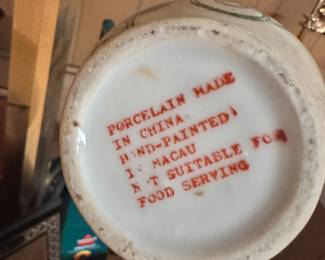 PORCELAIN MADE
IN CHINA
HAND-PAINTED
IN MACAU
NOT SUITABLE FOR
FOOD SERVING